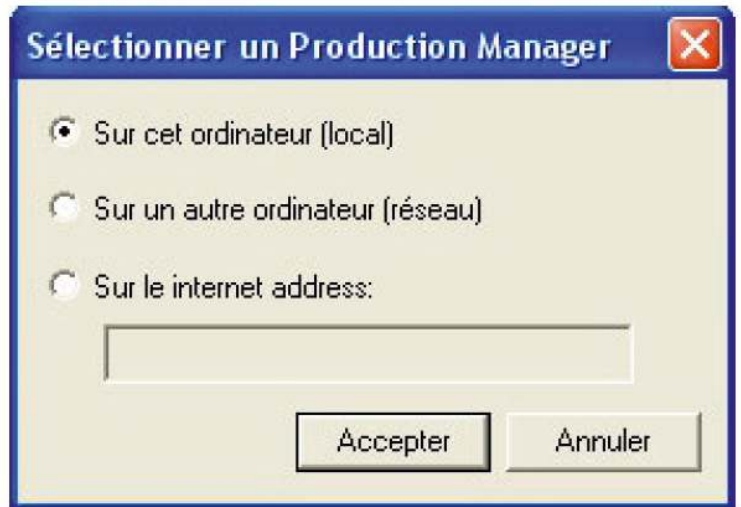 Sélectionner un Production Manager
Sur cet ordinateur (local)
Sur un autre ordinateur (réseau)
Sur le internet address:
Accepter Annuler